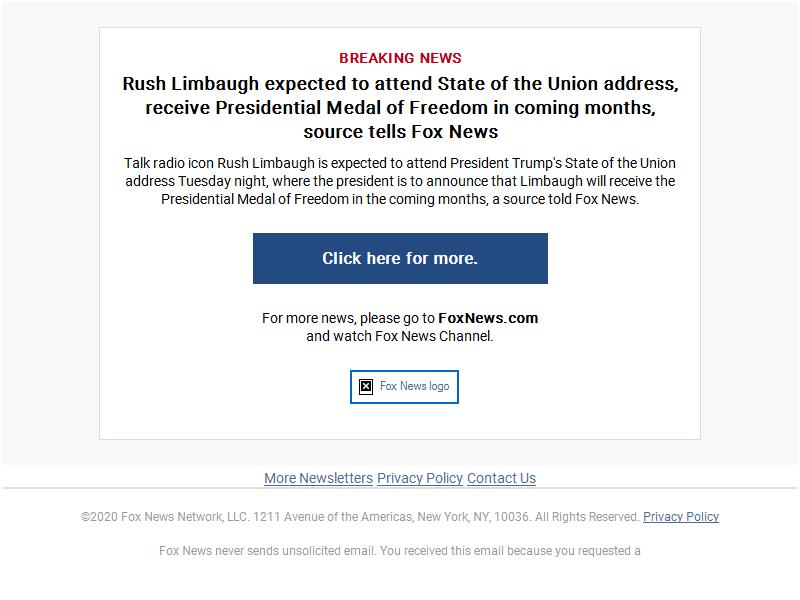 BREAKING NEWS
Rush Limbaugh expected to attend State of the Union address,
receive Presidential Medal of Freedom in coming months,
source tells Fox News
Talk radio icon Rush Limbaugh is expected to attend President Trump's State of the Union
address Tuesday night, where the president is to announce that Limbaugh will receive the
Presidential Medal of Freedom in the coming months, a source told Fox News.
Click here for more.
For more news, please go to FoxNews.com
and watch Fox News Channel.
Fox News logo
More Newsletters Privacy Policy Contact Us
©2020 Fox News Network, LLC. 1211 Avenue of the Americas, New York, NY, 10036. All Rights Reserved. Privacy Policy
Fox News never sends unsolicited email. You received this email because you requested a